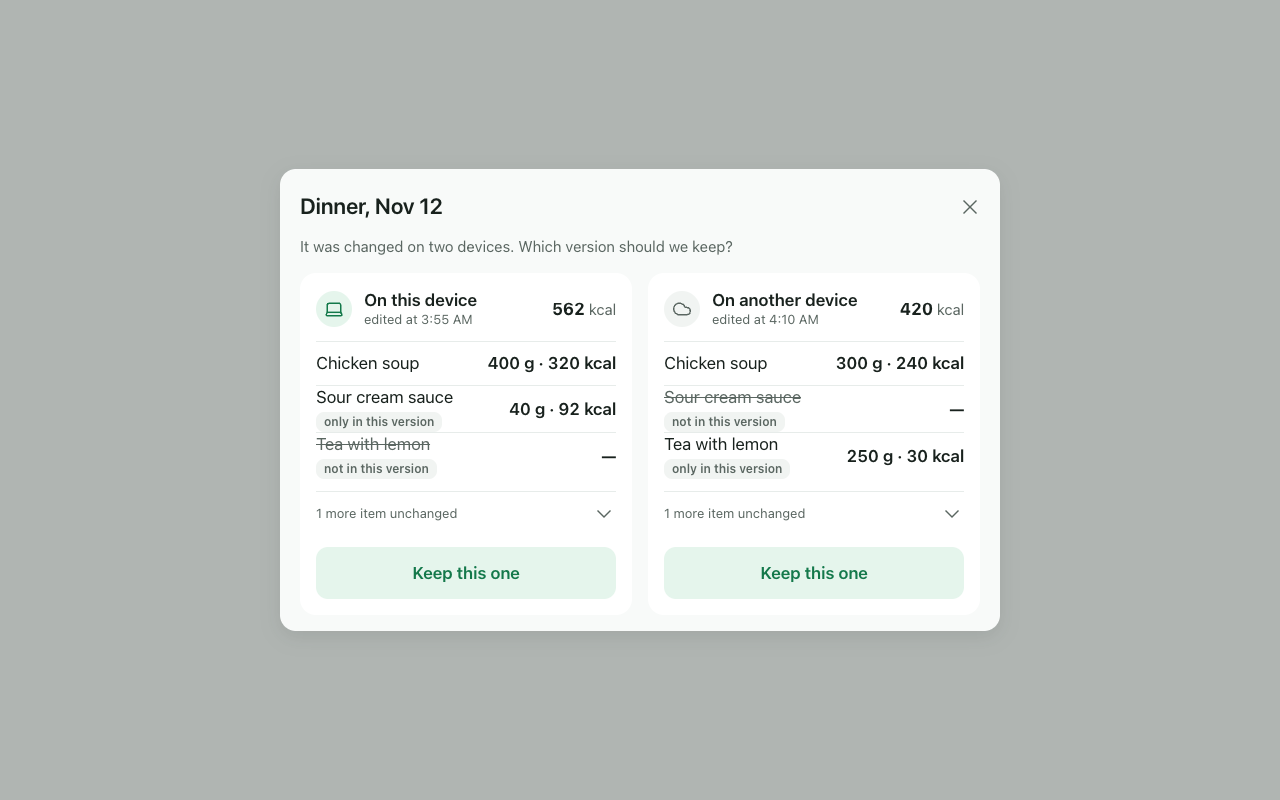 Dinner, Nov 12
It was changed on two devices. Which version should we keep?
On this device
edited at 3:55 AM
562 kcal
Chicken soup
400 g · 320 kcal
Sour cream sauce
only in this version
40 g · 92 kcal
Tea with lemon
not in this version
—
1 more item unchanged
Keep this one
On another device
edited at 4:10 AM
420 kcal
Chicken soup
300 g · 240 kcal
Sour cream sauce
not in this version
—
Tea with lemon
only in this version
250 g · 30 kcal
1 more item unchanged
Keep this one